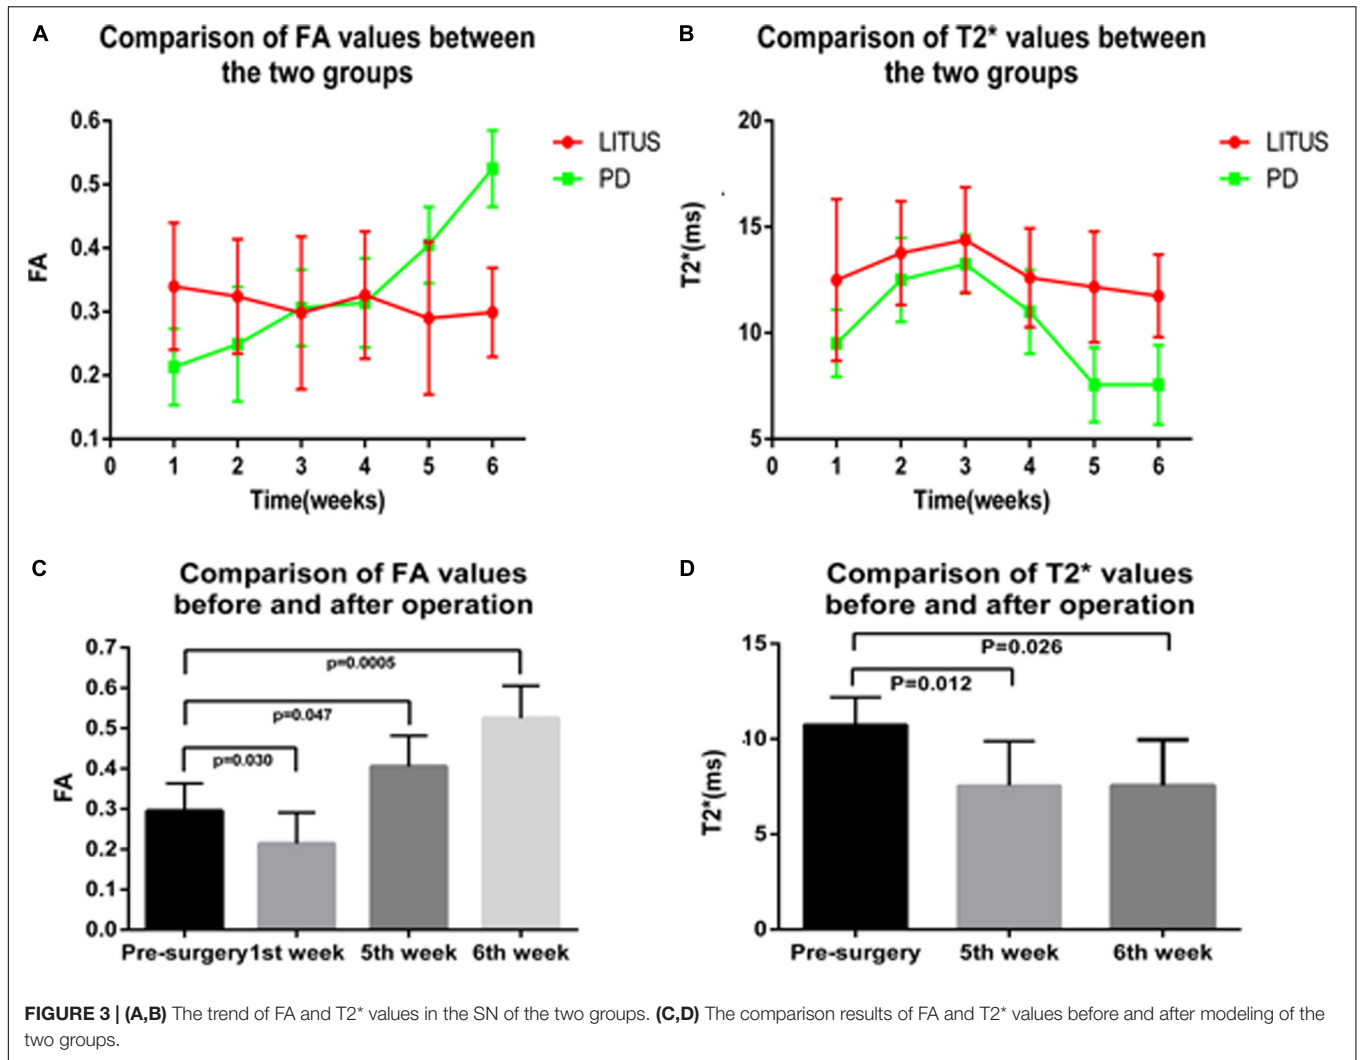 A
Comparison of FA values between
the two groups
0.6
0.5
0.4
0.3
0.2
0.1
FA
0 1 2 3 4 5 6
Time(weeks)
LITUS
PD
B
Comparison of T2* values between
the two groups
20
15
10
5
T2*(ms)
0 1 2 3 4 5 6
Time(weeks)
LITUS
PD
C
Comparison of FA values
before and after operation
0.7
0.6
0.5
0.4
0.3
0.2
0.1
0.0
FA
p=0.0005
p=0.047
p=0.030
Pre-surgery 1st week 5th week 6th week
D
Comparison of T2* values
before and after operation
15
10
5
0
T2*(ms)
P=0.026
P=0.012
Pre-surgery 5th week 6th week
FIGURE 3 | (A,B) The trend of FA and T2* values in the SN of the two groups. (C,D) The comparison results of FA and T2* values before and after modeling of the
two groups.